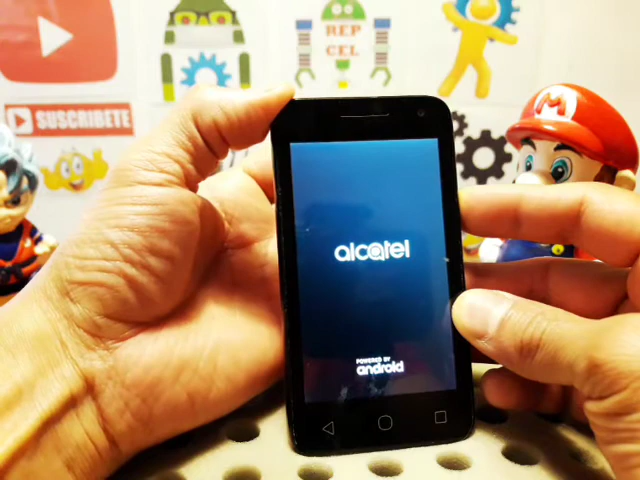 REP
CEL
SUSCRIBETE
M
alcatel
POWERED BY
android